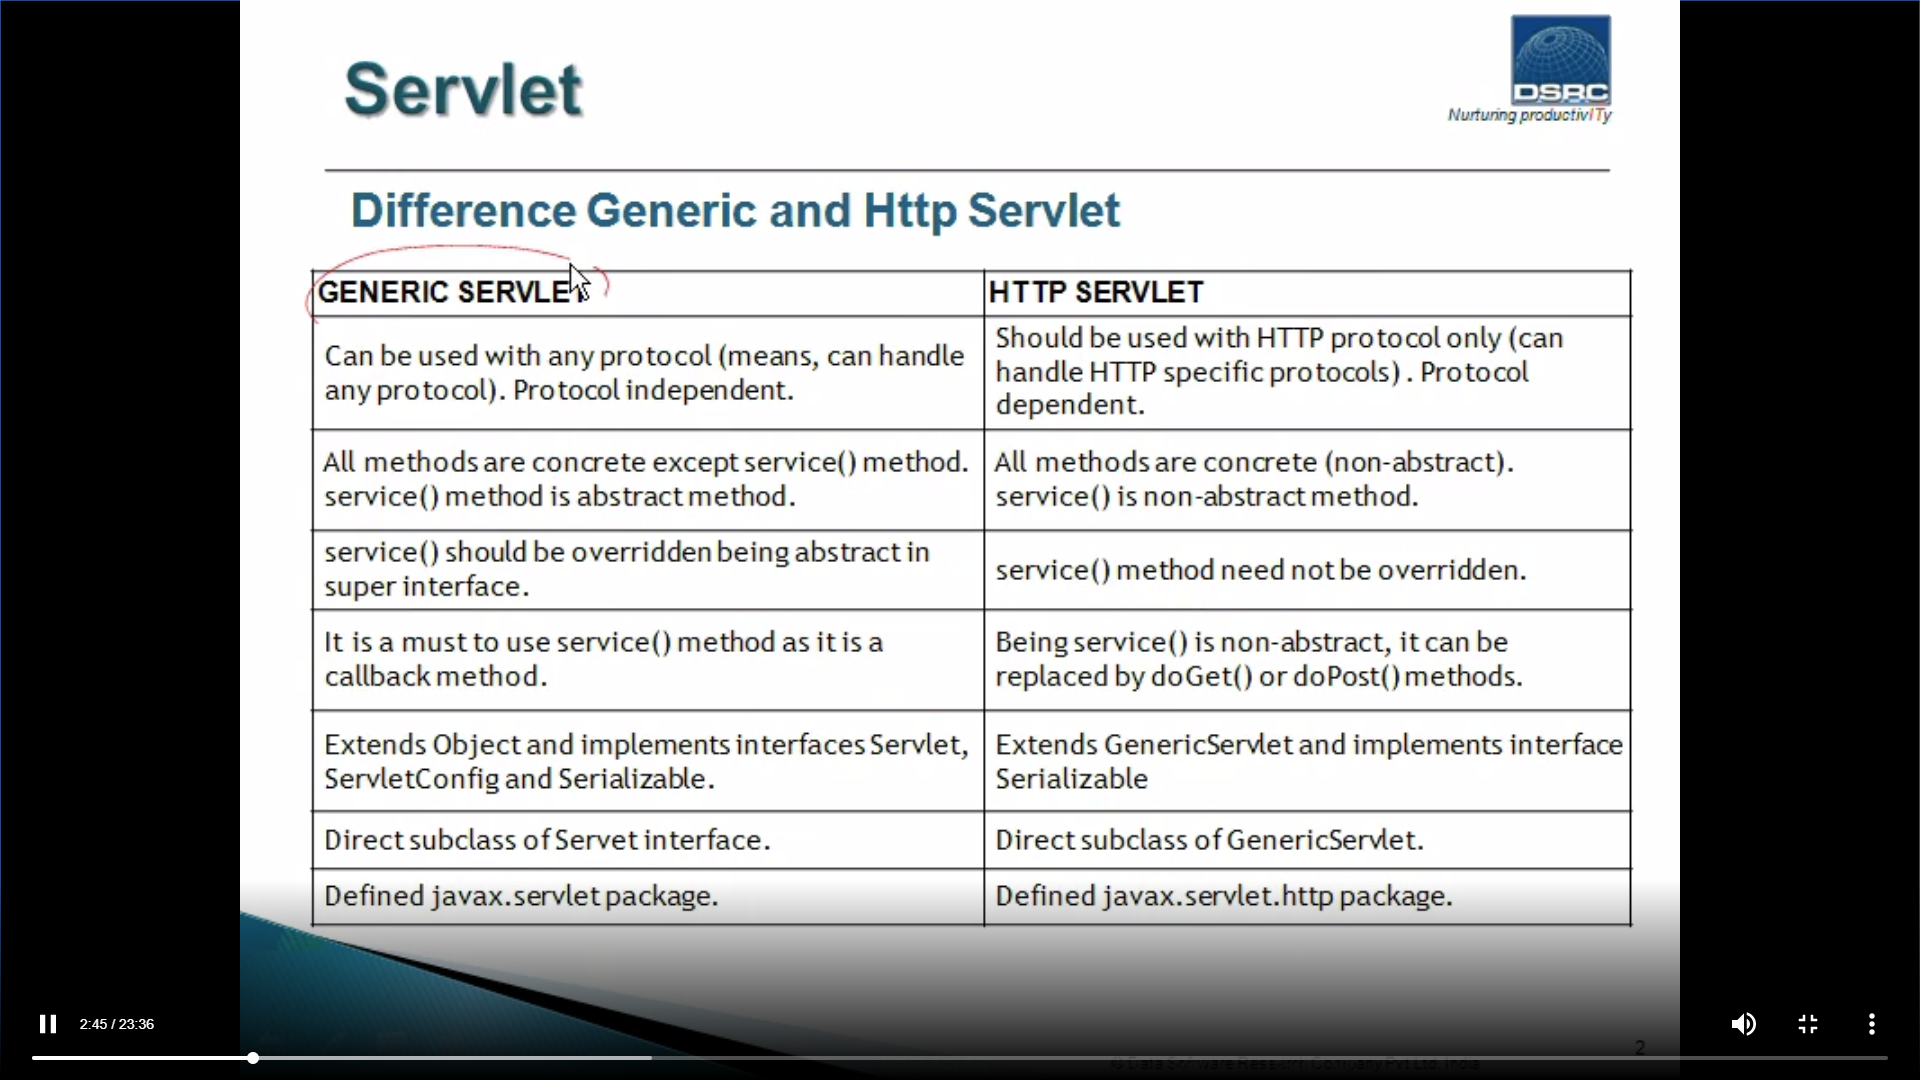 Servlet
DSRC
Nurturing productivITy
Difference Generic and Http Servlet
GENERIC SERVLET
HTTP SERVLET
Can be used with any protocol (means, can handle
any protocol). Protocol independent.
Should be used with HTTP protocol only (can
handle HTTP specific protocols) . Protocol
dependent.
All methods are concrete except service() method.
service() method is abstract method.
All methods are concrete (non-abstract).
service() is non-abstract method.
service() should be overridden being abstract in
super interface.
service() method need not be overridden.
It is a must to use service() method as it is a
callback method.
Being service() is non-abstract, it can be
replaced by doGet() or doPost() methods.
Extends Object and implements interfaces Servlet,
ServletConfig and Serializable.
Extends GenericServlet and implements interface
Serializable
Direct subclass of Servet interface.
Direct subclass of GenericServlet.
Defined javax.servlet package.
Defined javax.servlet.http package.
2:45 / 23:36
2
© Data Software Research Company Pvt Ltd, India